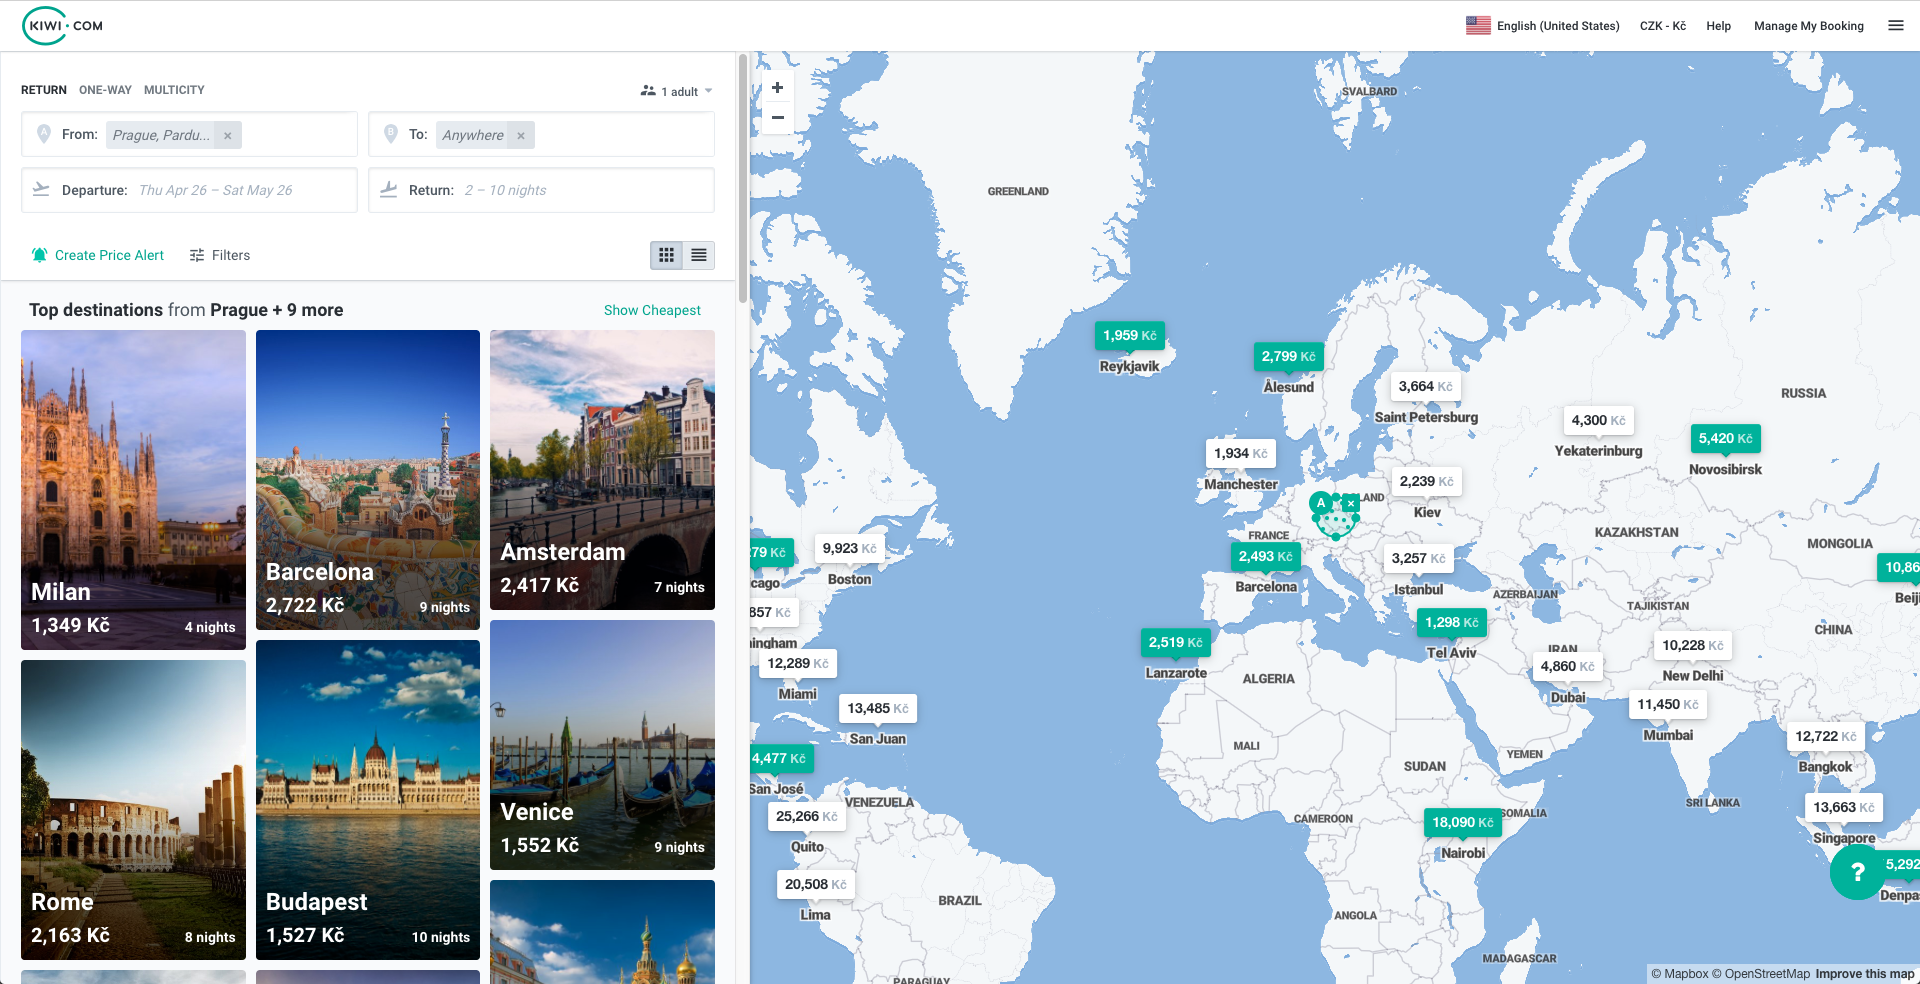 KIWI·COM
English (United States)
CZK - Kč
Help
Manage My Booking
RETURN
ONE-WAY
MULTICITY
1 adult
A
From:
Prague, Pardu...
×
B
To:
Anywhere
×
Departure:
Thu Apr 26 – Sat May 26
Return:
2 – 10 nights
Create Price Alert
Filters
Top destinations from Prague + 9 more
Show Cheapest
Milan
1,349 Kč
4 nights
Barcelona
2,722 Kč
9 nights
Amsterdam
2,417 Kč
7 nights
Rome
2,163 Kč
8 nights
Budapest
1,527 Kč
10 nights
Venice
1,552 Kč
9 nights
+
−
SVALBARD
GREENLAND
1,959 Kč
Reykjavik
2,799 Kč
Ålesund
3,664 Kč
Saint Petersburg
RUSSIA
4,300 Kč
Yekaterinburg
5,420 Kč
Novosibirsk
1,934 Kč
Manchester
2,239 Kč
Kiev
A
×
LAND
FRANCE
2,493 Kč
Barcelona
3,257 Kč
Istanbul
KAZAKHSTAN
MONGOLIA
10,86
Beij
279 Kč
cago
9,923 Kč
Boston
857 Kč
ningham
12,289 Kč
Miami
13,485 Kč
San Juan
4,477 Kč
San José
25,266 Kč
Quito
VENEZUELA
20,508 Kč
Lima
BRAZIL
PARAGUAY
2,519 Kč
Lanzarote
1,298 Kč
Tel Aviv
AZERBAIJAN
TAJIKISTAN
CHINA
IRAN
4,860 Kč
Dubai
10,228 Kč
New Delhi
11,450 Kč
Mumbai
12,722 Kč
Bangkok
13,663 Kč
Singapore
5,292
Denpas
?
ALGERIA
MALI
SUDAN
YEMEN
SRI LANKA
SOMALIA
CAMEROON
18,090 Kč
Nairobi
ANGOLA
MADAGASCAR
© Mapbox © OpenStreetMap Improve this map